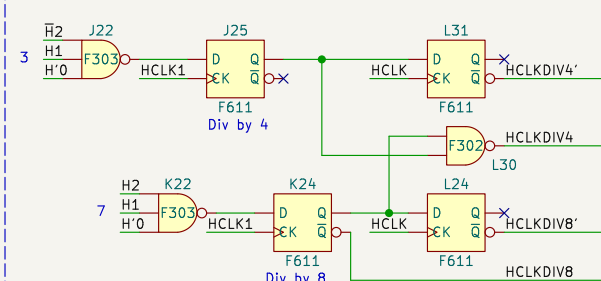 H̅2 J22 J25 L31
3 H1 F303 D Q D Q
H'0 HCLK1 CK Q̅ HCLK CK Q̅ HCLKDIV4'
F611 F611
Div by 4
HCLKDIV4
F302
L30
K22 K24 L24
H2
7 H1 F303 D Q D Q
H'0 HCLK1 CK Q̅ HCLK CK Q̅ HCLKDIV8'
F611 F611
Div by 8 HCLKDIV8